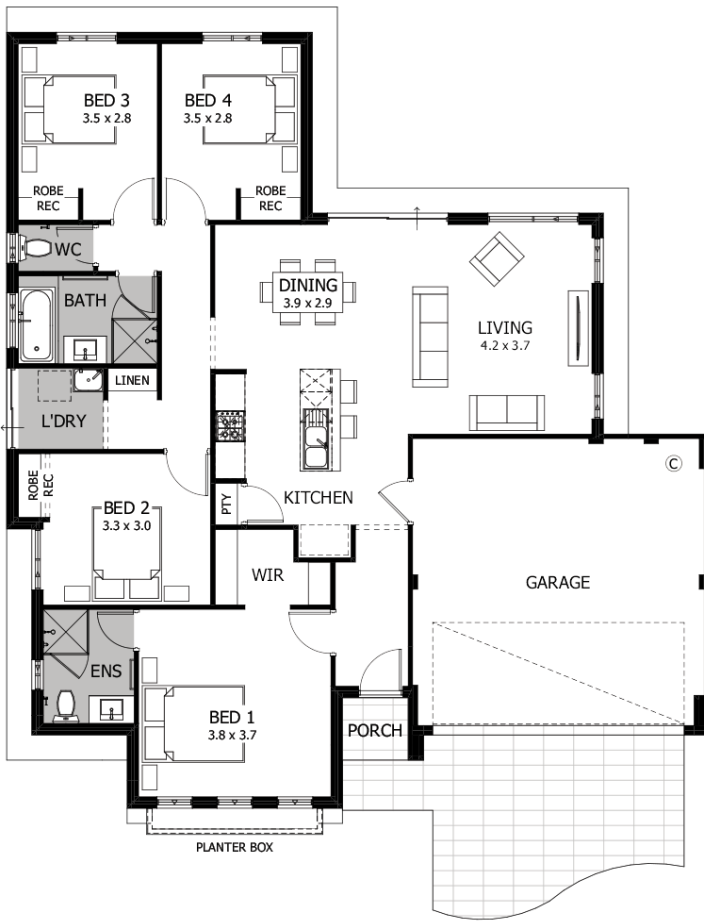 BED 3
3.5 x 2.8
BED 4
3.5 x 2.8
ROBE
REC
ROBE
REC
WC
BATH
DINING
3.9 x 2.9
LIVING
4.2 x 3.7
LINEN
L'DRY
C
ROBE
REC
BED 2
3.3 x 3.0
PTY
KITCHEN
WIR
GARAGE
ENS
BED 1
3.8 x 3.7
PORCH
PLANTER BOX